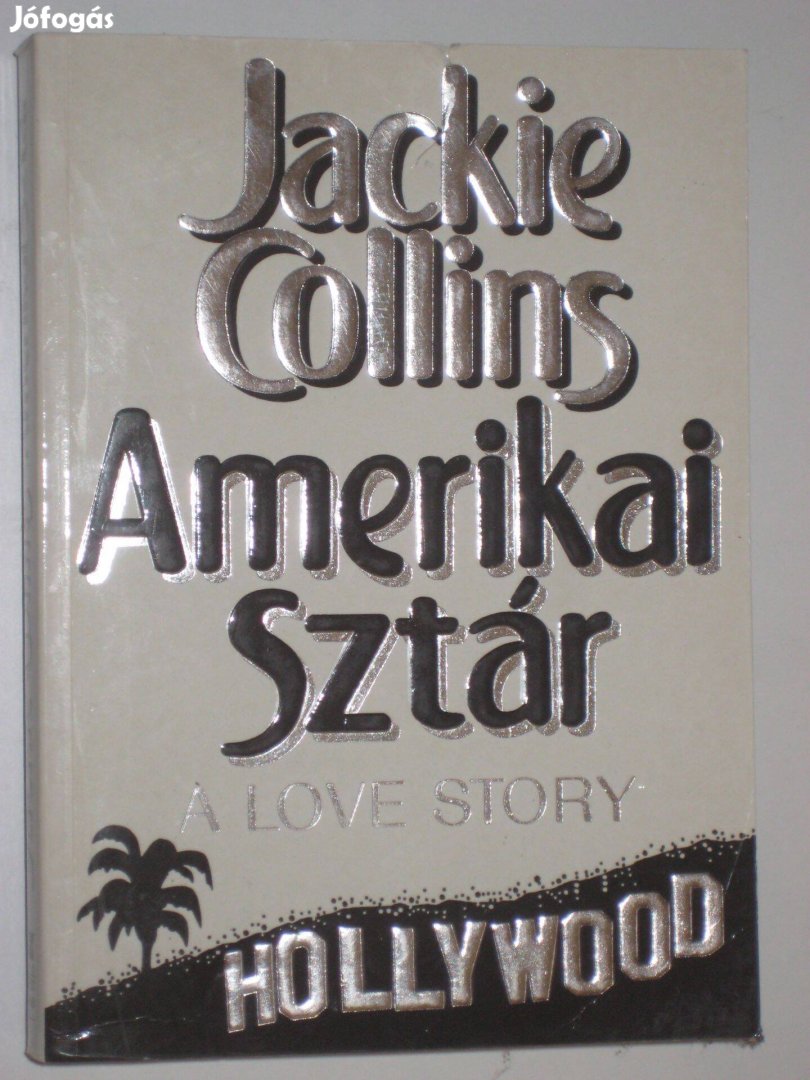 Jófogás
Jackie
Collins
Amerikai
Sztár
A LOVE STORY
HOLLYWOOD